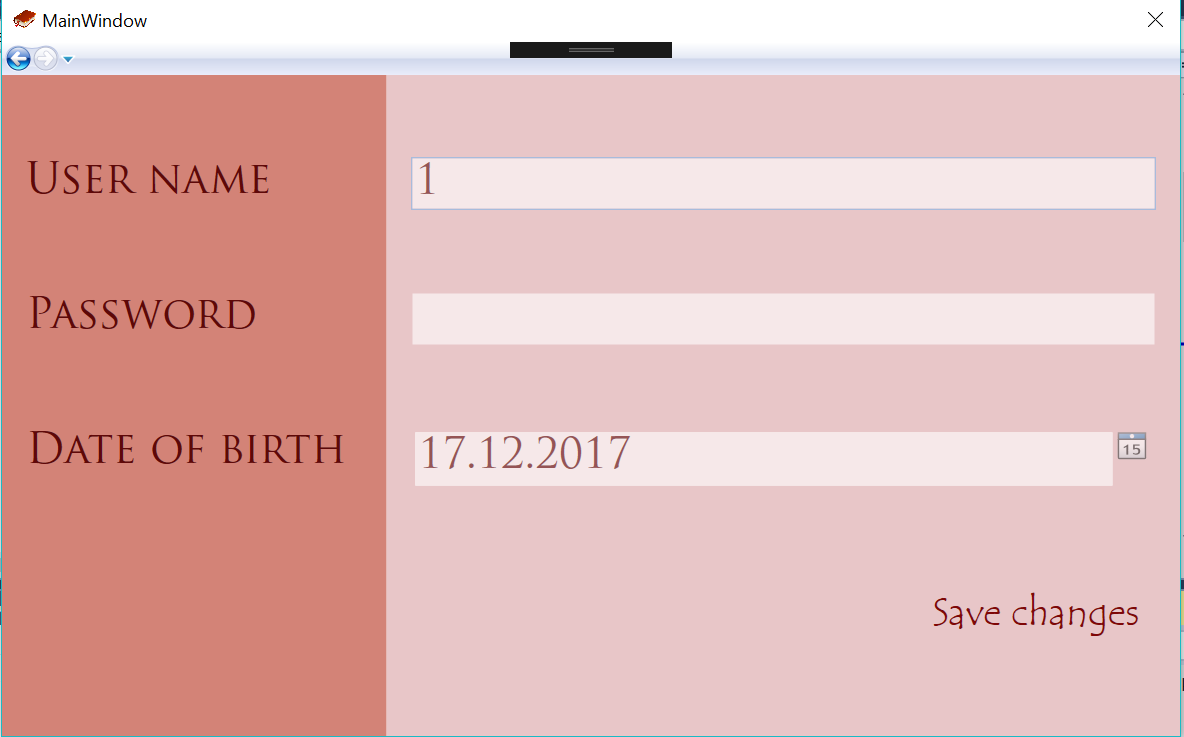 MainWindow
User name
1
Password
Date of birth
17.12.2017
15
Save changes